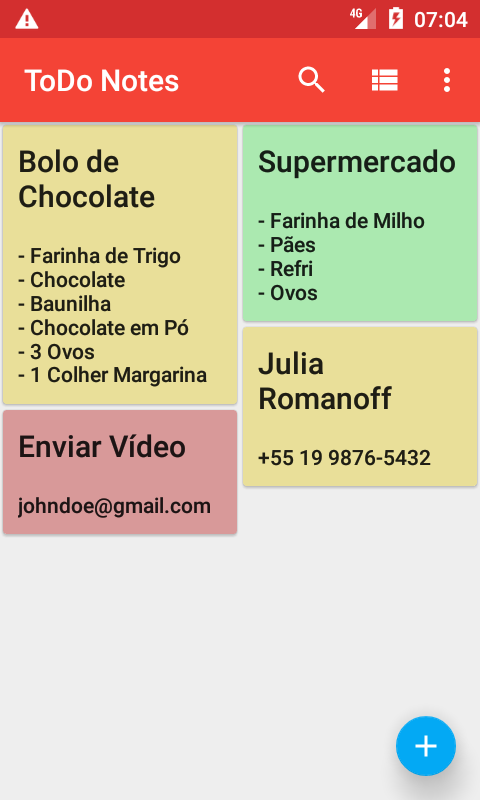 4G 07:04
ToDo Notes
Bolo de
Chocolate
- Farinha de Trigo
- Chocolate
- Baunilha
- Chocolate em Pó
- 3 Ovos
- 1 Colher Margarina
Supermercado
- Farinha de Milho
- Pães
- Refri
- Ovos
Enviar Vídeo
johndoe@gmail.com
Julia
Romanoff
+55 19 9876-5432